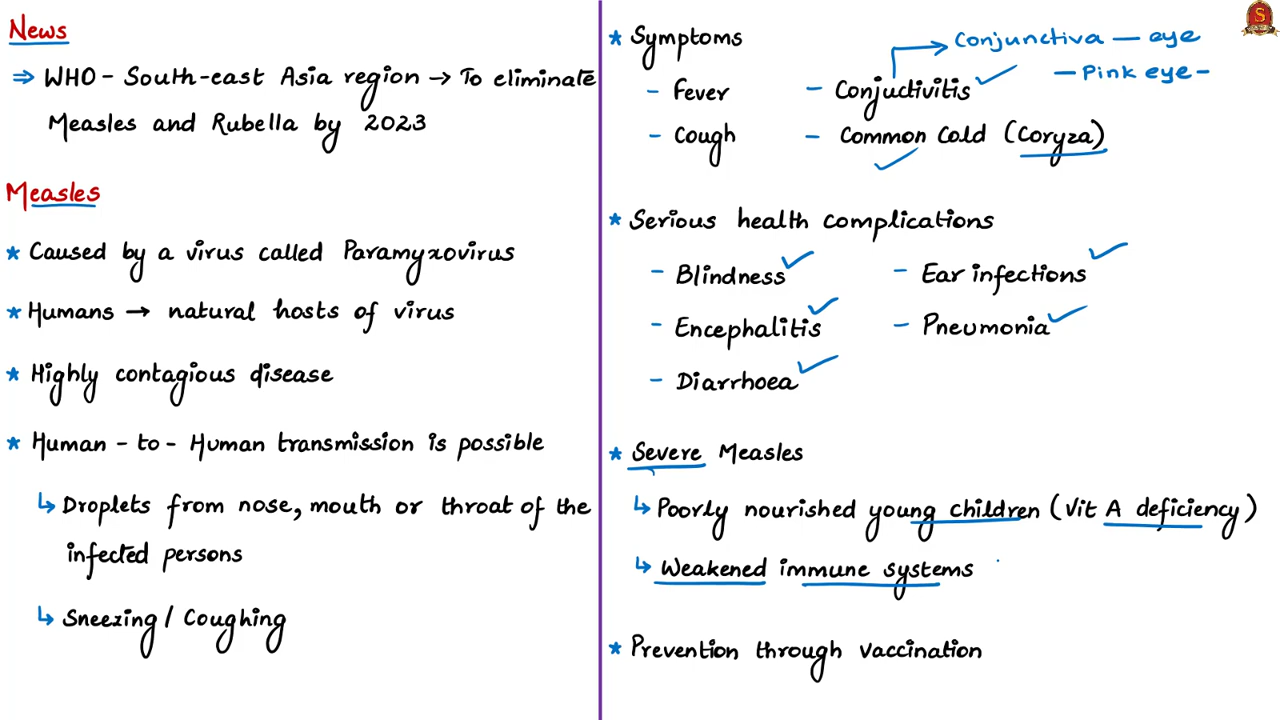 News
⇒ WHO - South-east Asia region → To eliminate
Measles and Rubella by 2023
Measles
* Caused by a virus called Paramyxovirus
* Humans → natural hosts of virus
* Highly contagious disease
* Human - to - Human transmission is possible
↳ Droplets from nose, mouth or throat of the
infected persons
↳ Sneezing / Coughing
* Symptoms
Conjunctiva — eye
— Pink eye -
- Fever - Conjuctivitis ✓
- Cough - Common Cold (Coryza)
✓
* Serious health complications
- Blindness ✓ - Ear infections ✓
- Encephalitis ✓ - Pneumonia ✓
- Diarrhoea ✓
* Severe Measles
↳ Poorly nourished young children (Vit A deficiency)
↳ Weakened immune systems
* Prevention through vaccination
S